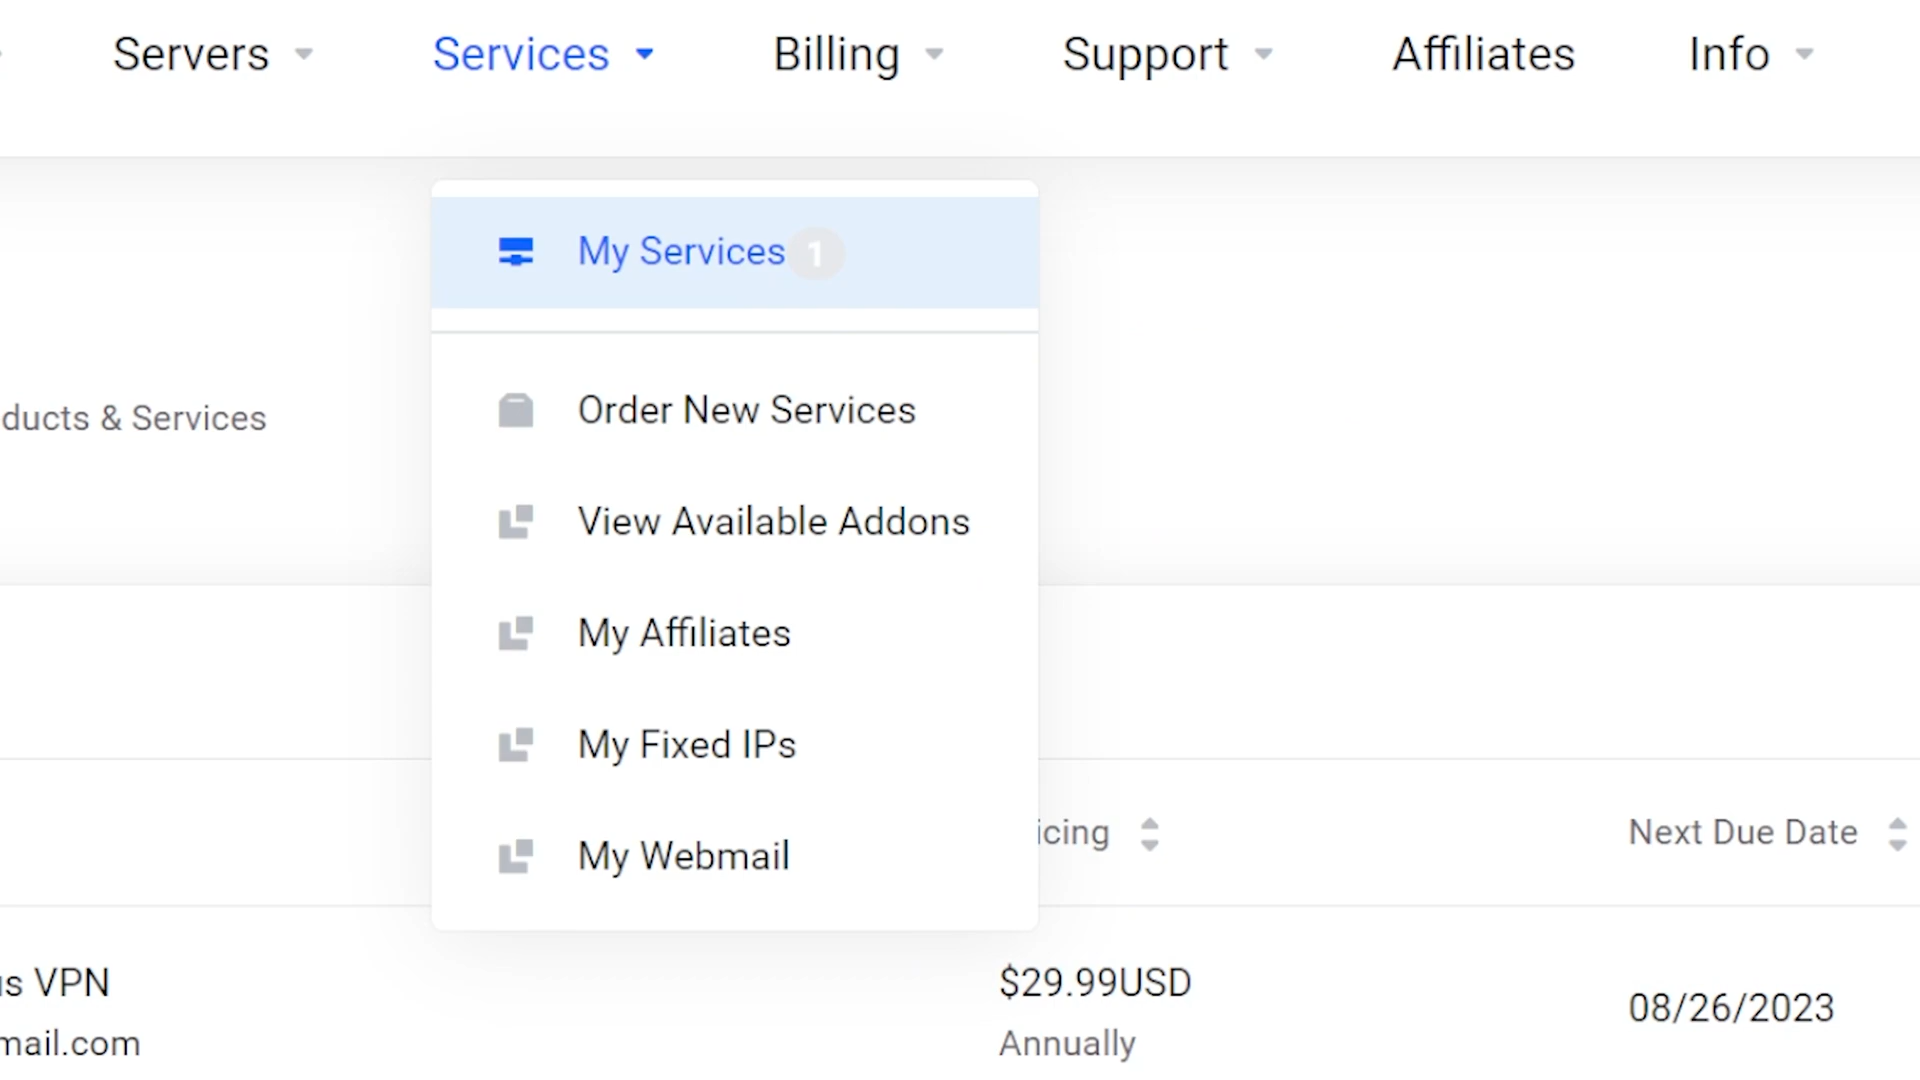 Servers Services Billing Support Affiliates Info
My Services 1
Order New Services
ducts & Services
View Available Addons
My Affiliates
My Fixed IPs
icing Next Due Date
My Webmail
us VPN $29.99USD 08/26/2023
mail.com Annually